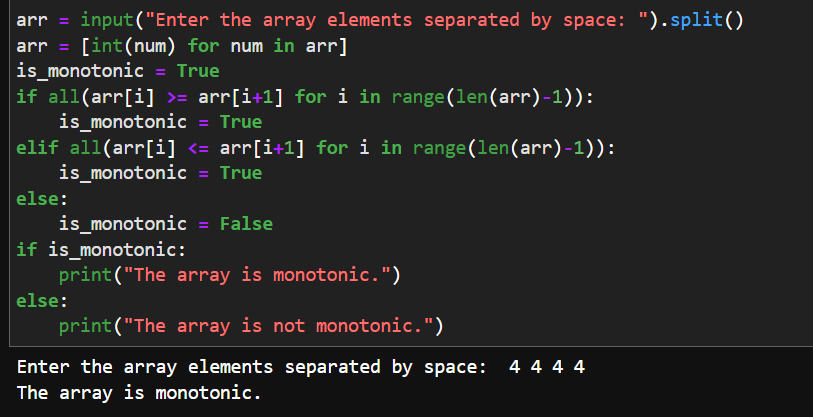 arr = input("Enter the array elements separated by space: ").split()
arr = [int(num) for num in arr]
is_monotonic = True
if all(arr[i] >= arr[i+1] for i in range(len(arr)-1)):
    is_monotonic = True
elif all(arr[i] <= arr[i+1] for i in range(len(arr)-1)):
    is_monotonic = True
else:
    is_monotonic = False
if is_monotonic:
    print("The array is monotonic.")
else:
    print("The array is not monotonic.")
Enter the array elements separated by space:  4 4 4 4
The array is monotonic.